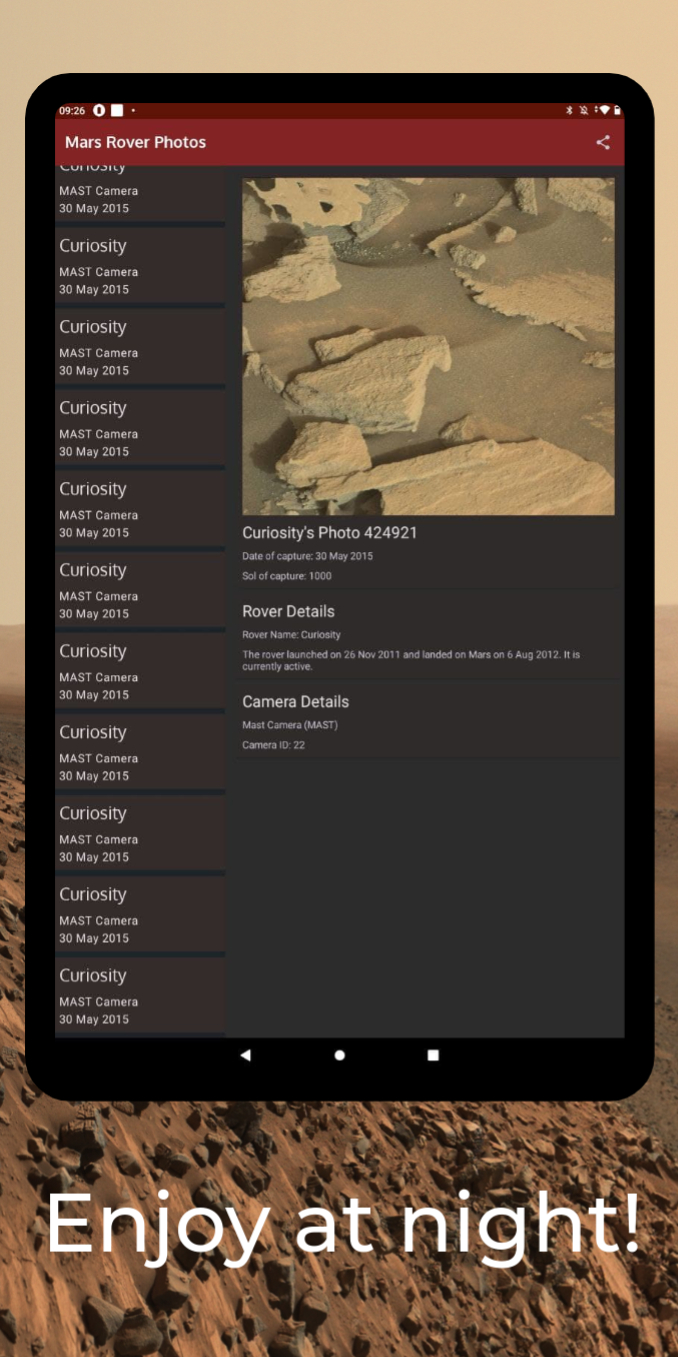 09:26
Mars Rover Photos
Curiosity
MAST Camera
30 May 2015
Curiosity
MAST Camera
30 May 2015
Curiosity
MAST Camera
30 May 2015
Curiosity
MAST Camera
30 May 2015
Curiosity
MAST Camera
30 May 2015
Curiosity
MAST Camera
30 May 2015
Curiosity
MAST Camera
30 May 2015
Curiosity
MAST Camera
30 May 2015
Curiosity
MAST Camera
30 May 2015
Curiosity
MAST Camera
30 May 2015
Curiosity
MAST Camera
30 May 2015
Curiosity's Photo 424921
Date of capture: 30 May 2015
Sol of capture: 1000
Rover Details
Rover Name: Curiosity
The rover launched on 26 Nov 2011 and landed on Mars on 6 Aug 2012. It is
currently active.
Camera Details
Mast Camera (MAST)
Camera ID: 22
Enjoy at night!